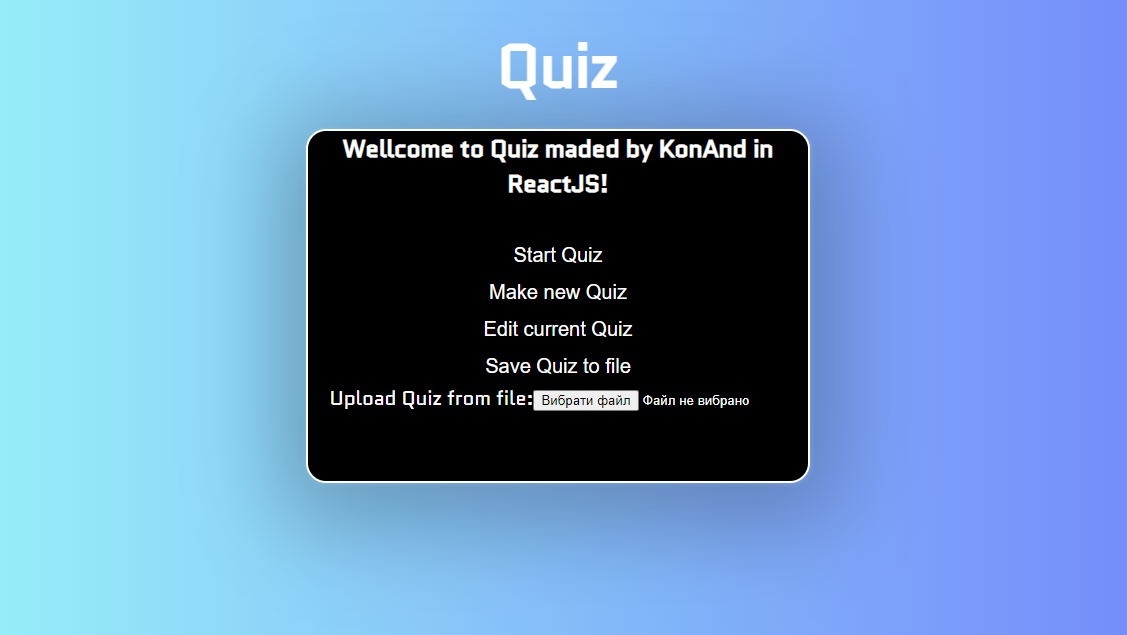 Quiz
Wellcome to Quiz maded by KonAnd in
ReactJS!
Start Quiz
Make new Quiz
Edit current Quiz
Save Quiz to file
Upload Quiz from file: Вибрати файл Файл не вибрано